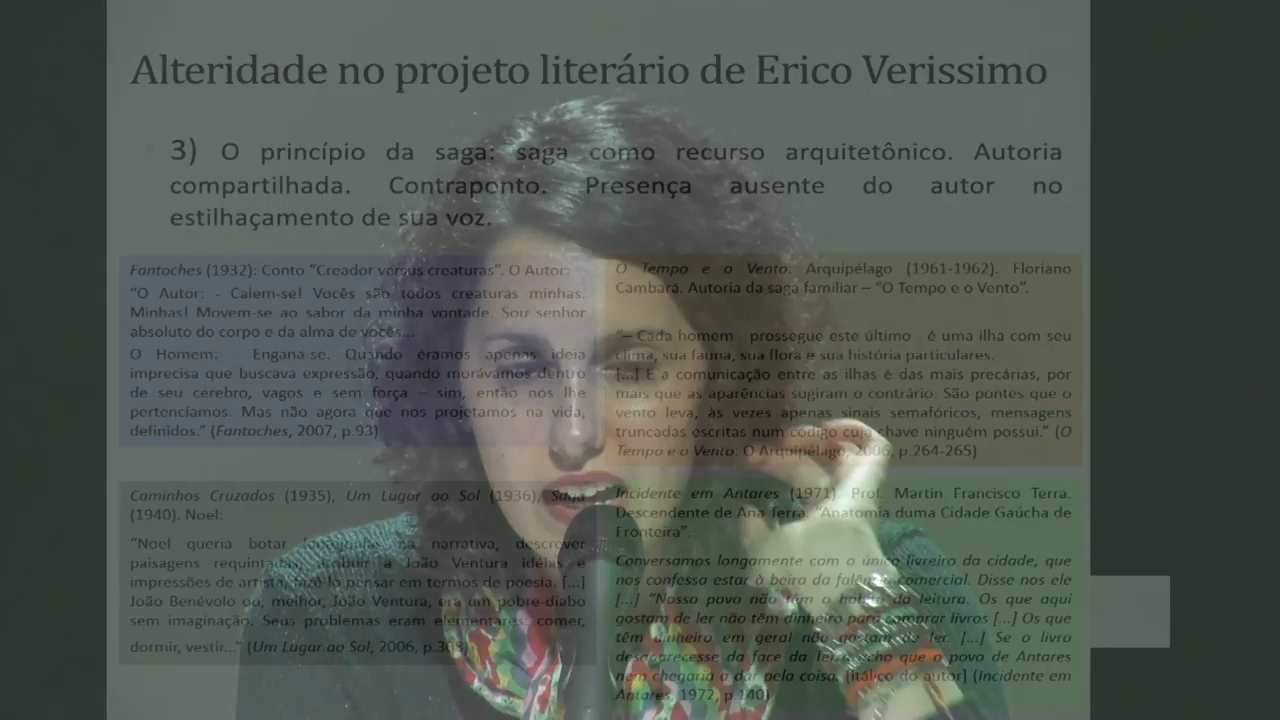 Alteridade no projeto literário de Erico Verissimo
3) O princípio da saga: saga como recurso arquitetônico. Autoria
compartilhada. Contraponto. Presença ausente do autor no
estilhaçamento de sua voz.
Fantoches (1932): Conto “Creador versus creaturas”. O Autor:
“O Autor: - Calem-se! Vocês são todos creaturas minhas.
Minhas! Movem-se ao sabor da minha vontade. Sou senhor
absoluto do corpo e da alma de vocês...
O Homem: - Engana-se. Quando éramos apenas ideia
imprecisa que buscava expressão, quando morávamos dentro
de seu cérebro, vagos e sem força – sim, então nós lhe
pertencíamos. Mas não agora que nos projetamos na vida,
definidos.” (Fantoches, 2007, p.93)
Caminhos Cruzados (1935), Um Lugar ao Sol (1936), Saga
(1940). Noel:
“Noel queria botar na narrativa, descrever
paisagens atribuir a João Ventura idéias e
impressões de artista, fazê-lo pensar em termos de poesia. [...]
João Benévolo ou, melhor, João Ventura, era um pobre-diabo
sem imaginação. Seus problemas eram elementares: comer,
dormir, vestir...” (Um Lugar ao Sol, 2006,
O Tempo e o Vento: Arquipélago (1961-1962). Floriano
Cambará. Autoria da saga familiar – “O Tempo e o Vento”.
“– Cada homem - prossegue este último - é uma ilha com seu
clima, sua fauna, sua flora e sua história particulares.
[...] E a comunicação entre as ilhas é das mais precárias, por
mais que as aparências sugiram o contrário. São pontes que o
vento leva, às vezes apenas sinais semafóricos, mensagens
truncadas escritas num código cuja chave ninguém possui.” (O
Tempo e o Vento: O Arquipélago, 2006, p.264-265)
Incidente em Antares (1971). Prof. Martin Francisco Terra.
Descendente de Ana Terra. “Anatomia duma Cidade Gaúcha de
Fronteira”.
Conversamos longamente com o único livreiro da cidade, que
nos confessa estar à beira da falência comercial. Disse-nos ele
[...] “Nosso povo não têm o habito da leitura. Os que aqui
gostam de ler não têm dinheiro para comprar livros [...] Os que
têm dinheiro em geral não gostam de ler. [...] Se o livro
desaparecesse da face da Terra, acho que o povo de Antares
nem chegaria a dar pela coisa. [itálico do autor] (Incidente em
Antares, 1972, p.140)